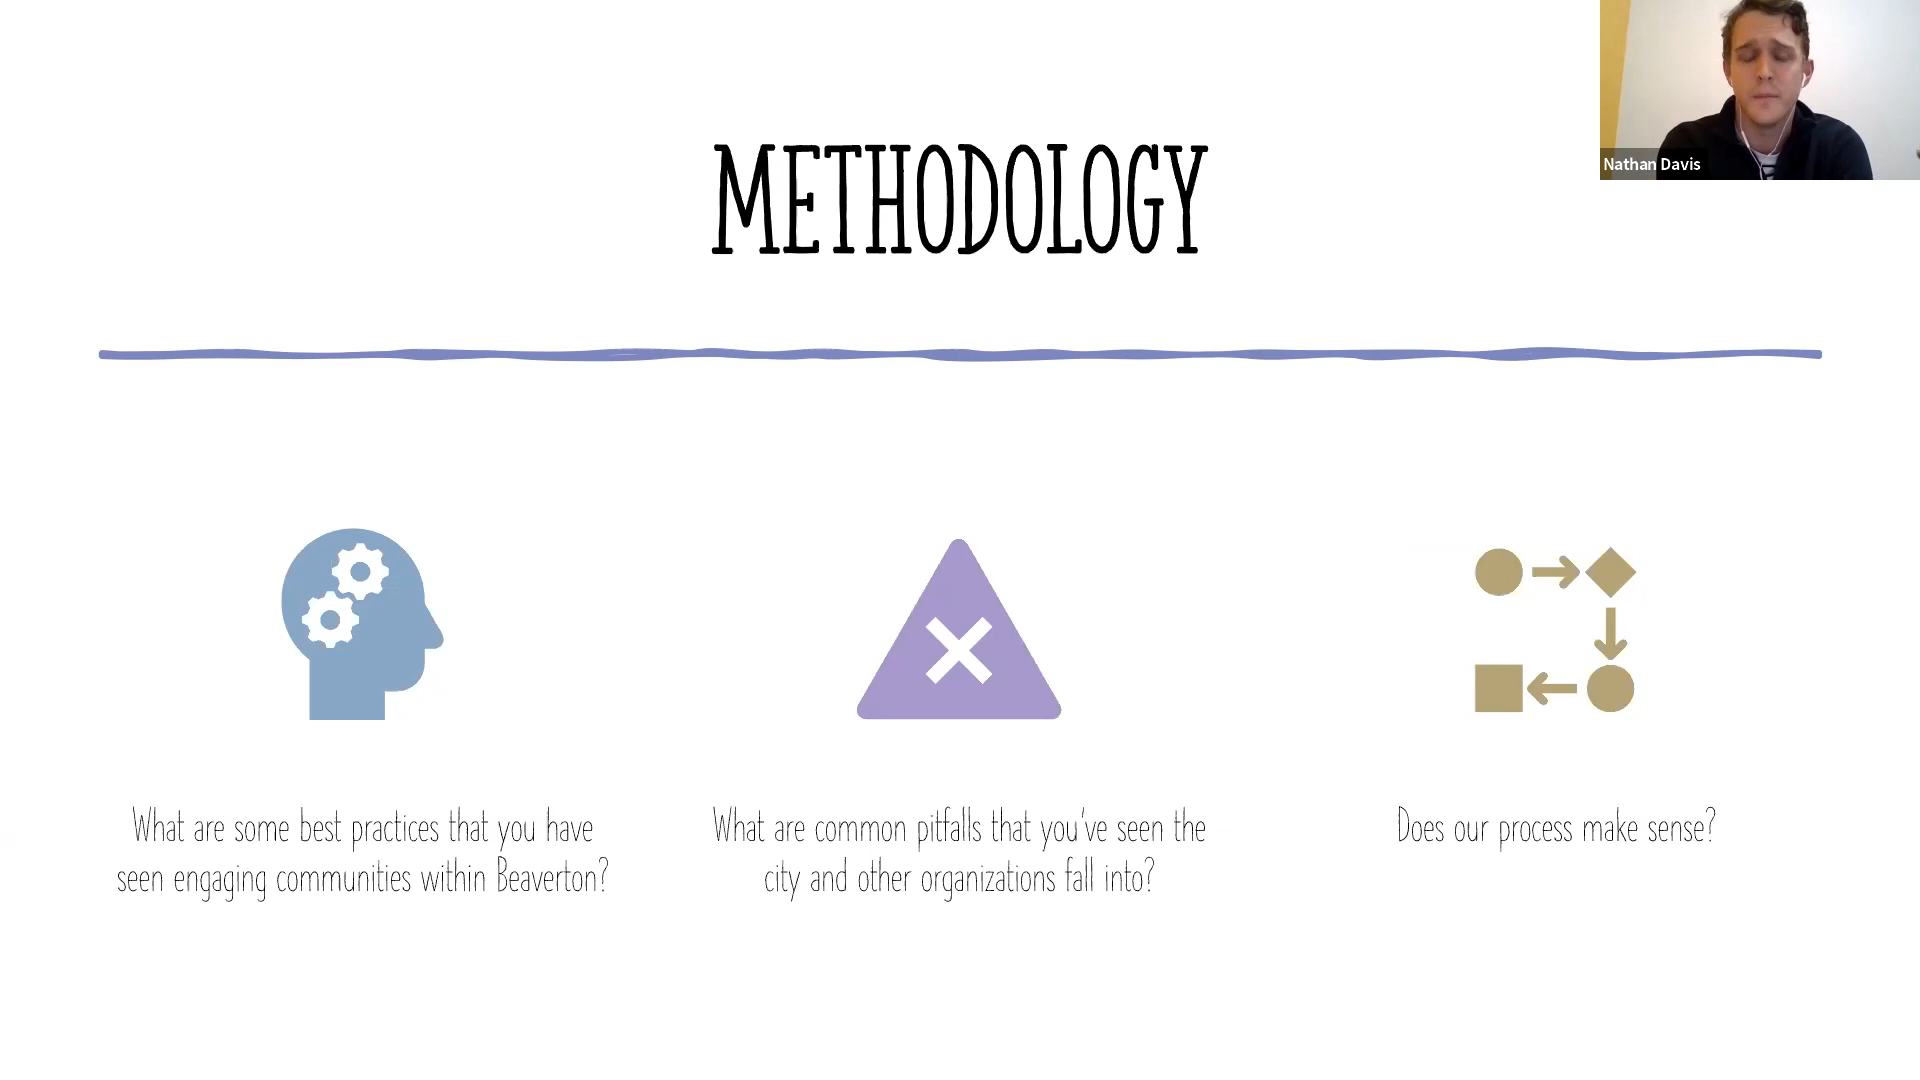 METHODOLOGY
Nathan Davis
What are some best practices that you have
seen engaging communities within Beaverton?
What are common pitfalls that you've seen the
city and other organizations fall into?
Does our process make sense?